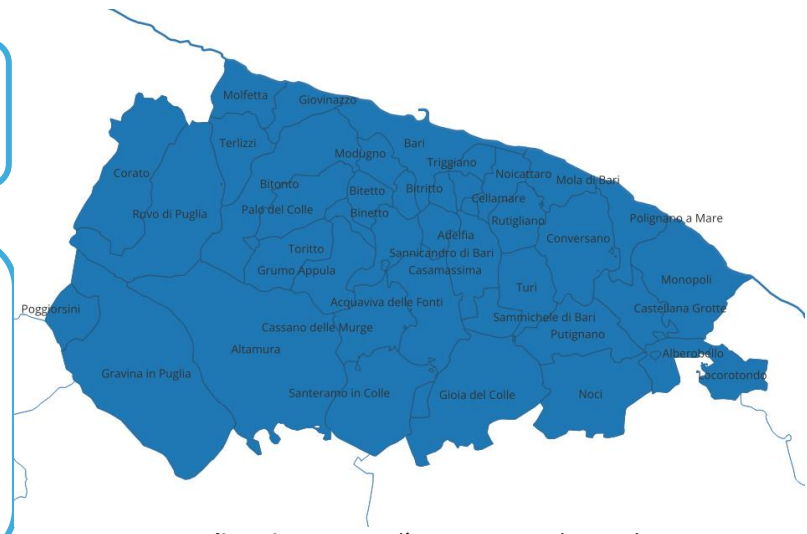 Molfetta
Giovinazzo
Terlizzi
Bari
Modugno
Triggiano
Corato
Noicattaro
Mola di Bari
Bitonto
Bitetto
Bitritto
Cellamare
Ruvo di Puglia
Palo del Colle
Binetto
Rutigliano
Polignano a Mare
Adelfia
Conversano
Toritto
Sannicandro di Bari
Grumo Appula
Casamassima
Monopoli
Turi
Poggiorsini
Acquaviva delle Fonti
Castellana Grotte
Sammichele di Bari
Cassano delle Murge
Putignano
Altamura
Alberobello
Gravina in Puglia
Locorotondo
Santeramo in Colle
Gioia del Colle
Noci